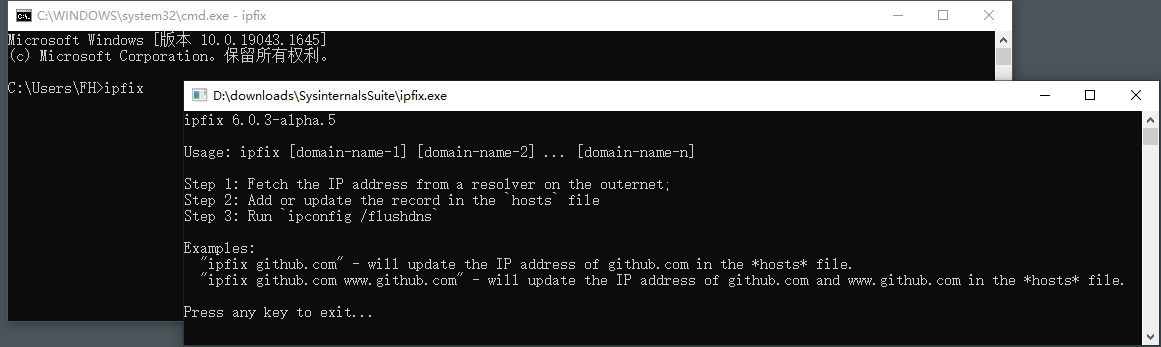 C:\WINDOWS\system32\cmd.exe - ipfix
Microsoft Windows [版本 10.0.19043.1645]
(c) Microsoft Corporation。保留所有权利。
C:\Users\FH>ipfix
D:\downloads\SysinternalsSuite\ipfix.exe
ipfix 6.0.3-alpha.5
Usage: ipfix [domain-name-1] [domain-name-2] ... [domain-name-n]
Step 1: Fetch the IP address from a resolver on the outernet;
Step 2: Add or update the record in the `hosts` file
Step 3: Run `ipconfig /flushdns`
Examples:
"ipfix github.com" - will update the IP address of github.com in the *hosts* file.
"ipfix github.com www.github.com" - will update the IP address of github.com and www.github.com in the *hosts* file.
Press any key to exit...